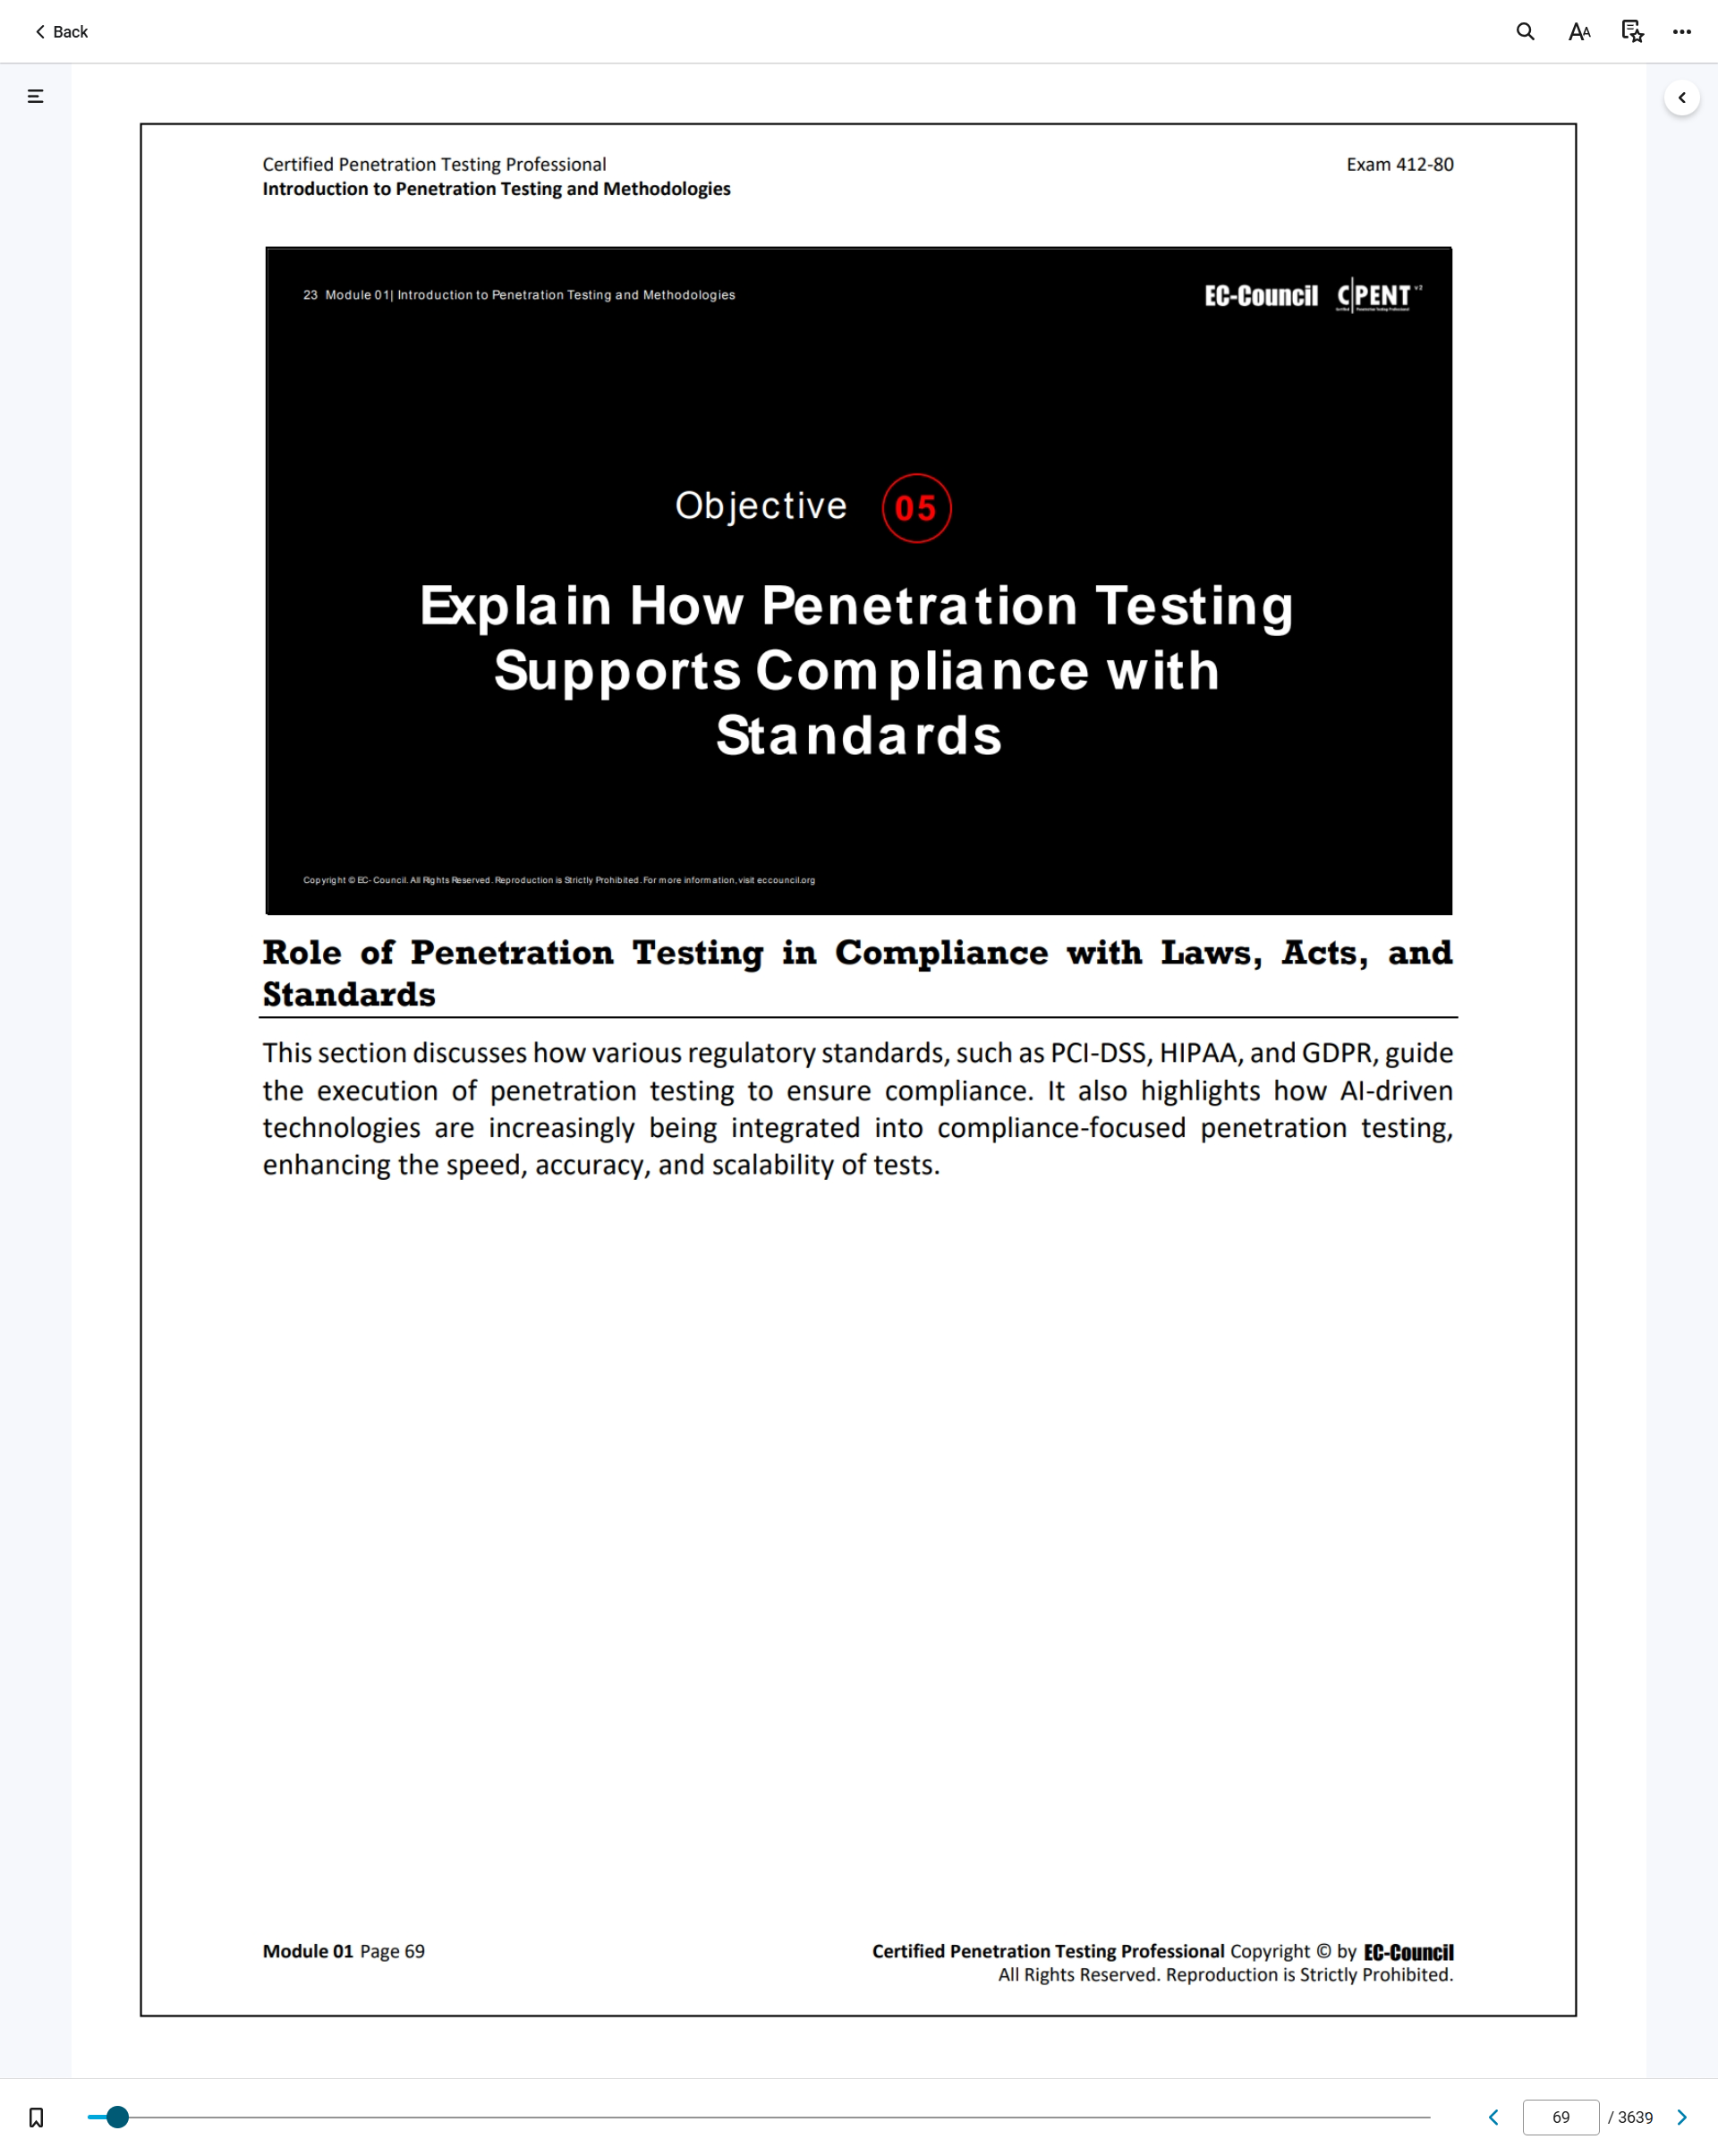 Back
Certified Penetration Testing Professional
Exam 412-80
Introduction to Penetration Testing and Methodologies
23 Module 01| Introduction to Penetration Testing and Methodologies
EC-Council C|PENT v2
Objective 05
Explain How Penetration Testing
Supports Compliance with
Standards
Copyright © EC- Council. All Rights Reserved. Reproduction is Strictly Prohibited. For more information, visit eccouncil.org
Role of Penetration Testing in Compliance with Laws, Acts, and
Standards
This section discusses how various regulatory standards, such as PCI-DSS, HIPAA, and GDPR, guide
the execution of penetration testing to ensure compliance. It also highlights how AI-driven
technologies are increasingly being integrated into compliance-focused penetration testing,
enhancing the speed, accuracy, and scalability of tests.
Module 01 Page 69
Certified Penetration Testing Professional Copyright © by EC-Council
All Rights Reserved. Reproduction is Strictly Prohibited.
69 / 3639